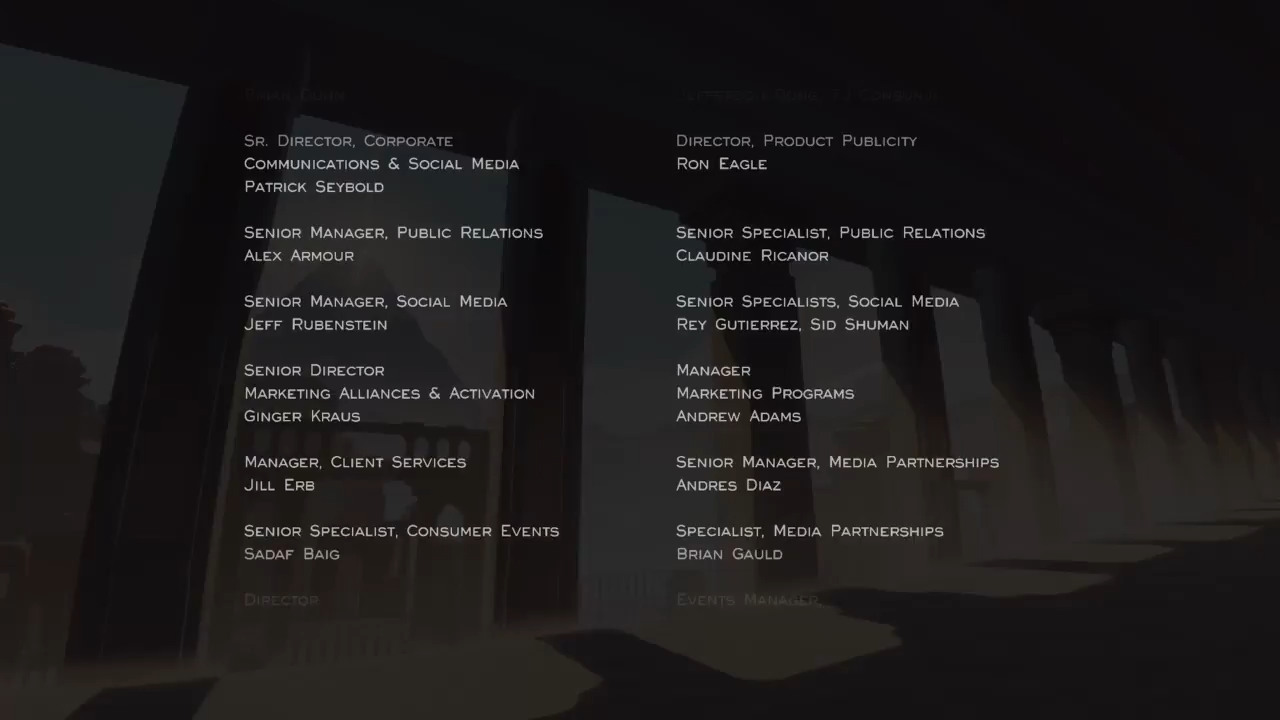 Sr. Director, Corporate
Communications & Social Media
Patrick Seybold
Senior Manager, Public Relations
Alex Armour
Senior Manager, Social Media
Jeff Rubenstein
Senior Director
Marketing Alliances & Activation
Ginger Kraus
Manager, Client Services
Jill Erb
Senior Specialist, Consumer Events
Sadaf Baig
Director
Director, Product Publicity
Ron Eagle
Senior Specialist, Public Relations
Claudine Ricanor
Senior Specialists, Social Media
Rey Gutierrez, Sid Shuman
Manager
Marketing Programs
Andrew Adams
Senior Manager, Media Partnerships
Andres Diaz
Specialist, Media Partnerships
Brian Gauld
Events Manager,